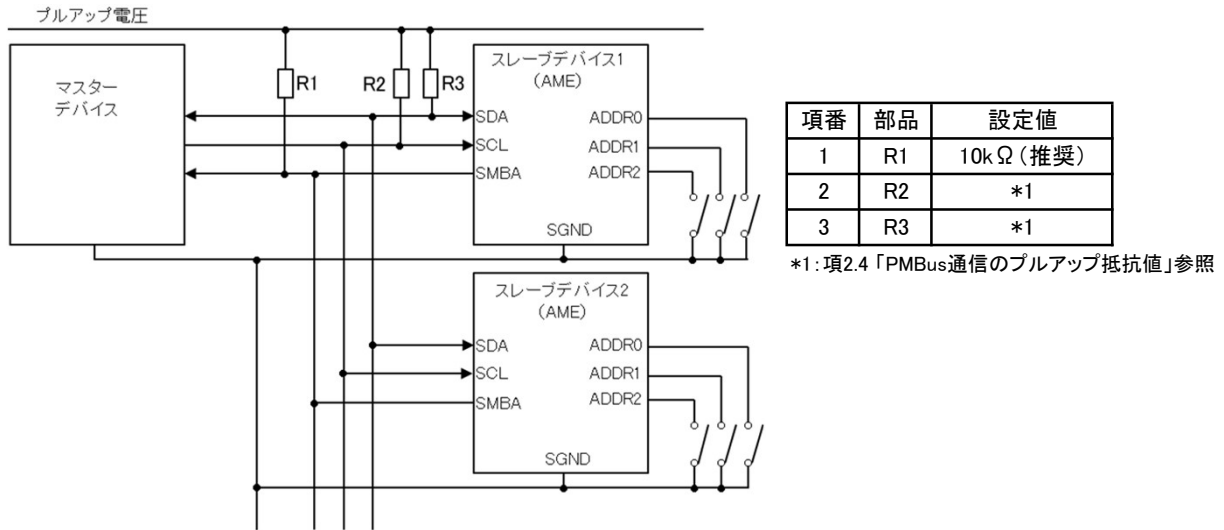 プルアップ電圧
マスター
デバイス
R1
R2
R3
スレーブデバイス1
(AME)
SDA
SCL
SMBA
ADDR0
ADDR1
ADDR2
SGND
スレーブデバイス2
(AME)
SDA
SCL
SMBA
ADDR0
ADDR1
ADDR2
SGND
項番 部品 設定値
1 R1 10kΩ(推奨)
2 R2 *1
3 R3 *1
*1:項2.4「PMBus通信のプルアップ抵抗値」参照